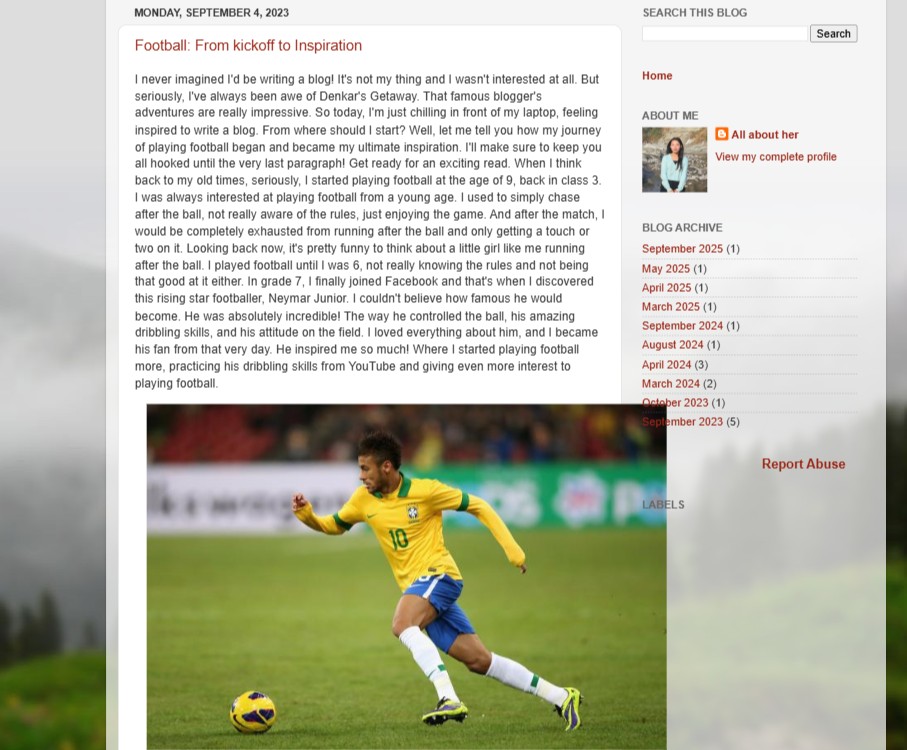 MONDAY, SEPTEMBER 4, 2023
Football: From kickoff to Inspiration
I never imagined I'd be writing a blog! It's not my thing and I wasn't interested at all. But
seriously, I've always been awe of Denkar's Getaway. That famous blogger's
adventures are really impressive. So today, I'm just chilling in front of my laptop, feeling
inspired to write a blog. From where should I start? Well, let me tell you how my journey
of playing football began and became my ultimate inspiration. I'll make sure to keep you
all hooked until the very last paragraph! Get ready for an exciting read. When I think
back to my old times, seriously, I started playing football at the age of 9, back in class 3.
I was always interested at playing football from a young age. I used to simply chase
after the ball, not really aware of the rules, just enjoying the game. And after the match, I
would be completely exhausted from running after the ball and only getting a touch or
two on it. Looking back now, it's pretty funny to think about a little girl like me running
after the ball. I played football until I was 6, not really knowing the rules and not being
that good at it either. In grade 7, I finally joined Facebook and that's when I discovered
this rising star footballer, Neymar Junior. I couldn't believe how famous he would
become. He was absolutely incredible! The way he controlled the ball, his amazing
dribbling skills, and his attitude on the field. I loved everything about him, and I became
his fan from that very day. He inspired me so much! Where I started playing football
more, practicing his dribbling skills from YouTube and giving even more interest to
playing football.
10
SEARCH THIS BLOG
Search
Home
ABOUT ME
All about her
View my complete profile
BLOG ARCHIVE
September 2025 (1)
May 2025 (1)
April 2025 (1)
March 2025 (1)
September 2024 (1)
August 2024 (1)
April 2024 (3)
March 2024 (2)
October 2023 (1)
September 2023 (5)
Report Abuse
LABELS